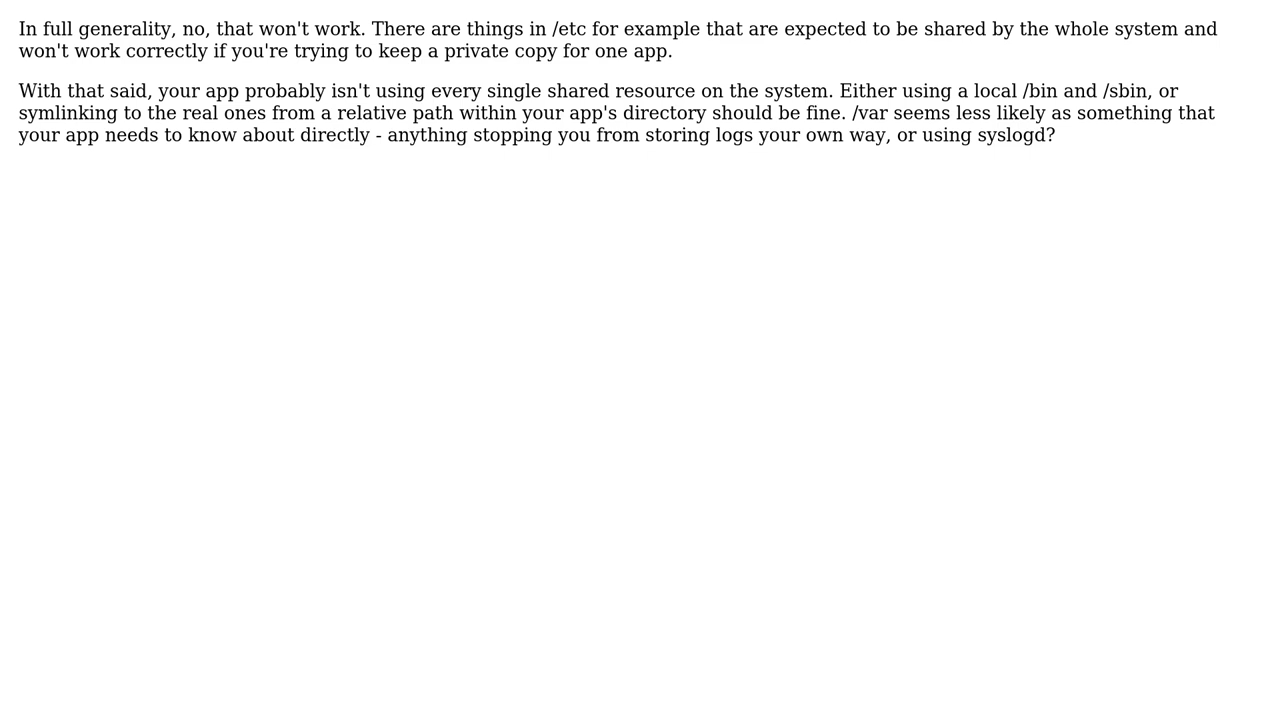 In full generality, no, that won't work. There are things in /etc for example that are expected to be shared by the whole system and
won't work correctly if you're trying to keep a private copy for one app.
With that said, your app probably isn't using every single shared resource on the system. Either using a local /bin and /sbin, or
symlinking to the real ones from a relative path within your app's directory should be fine. /var seems less likely as something that
your app needs to know about directly - anything stopping you from storing logs your own way, or using syslogd?